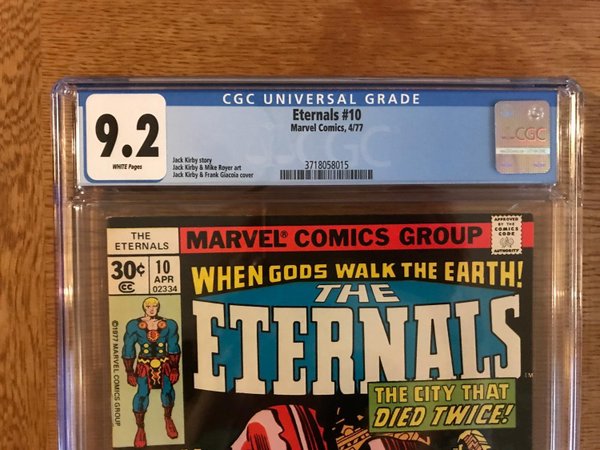 CGC UNIVERSAL GRADE
9.2
WHITE Pages
Eternals #10
Marvel Comics, 4/77
Jack Kirby story
Jack Kirby & Mike Royer art
Jack Kirby & Frank Giacoia cover
3718058015
CGC
THE
ETERNALS
30¢
CC
10
APR
02334
MARVEL® COMICS GROUP
APPROVED
BY THE
COMICS
CODE
AUTHORITY
©1977 MARVEL COMICS GROUP
WHEN GODS WALK THE EARTH!
THE
ETERNALS
TM
THE CITY THAT
DIED TWICE!